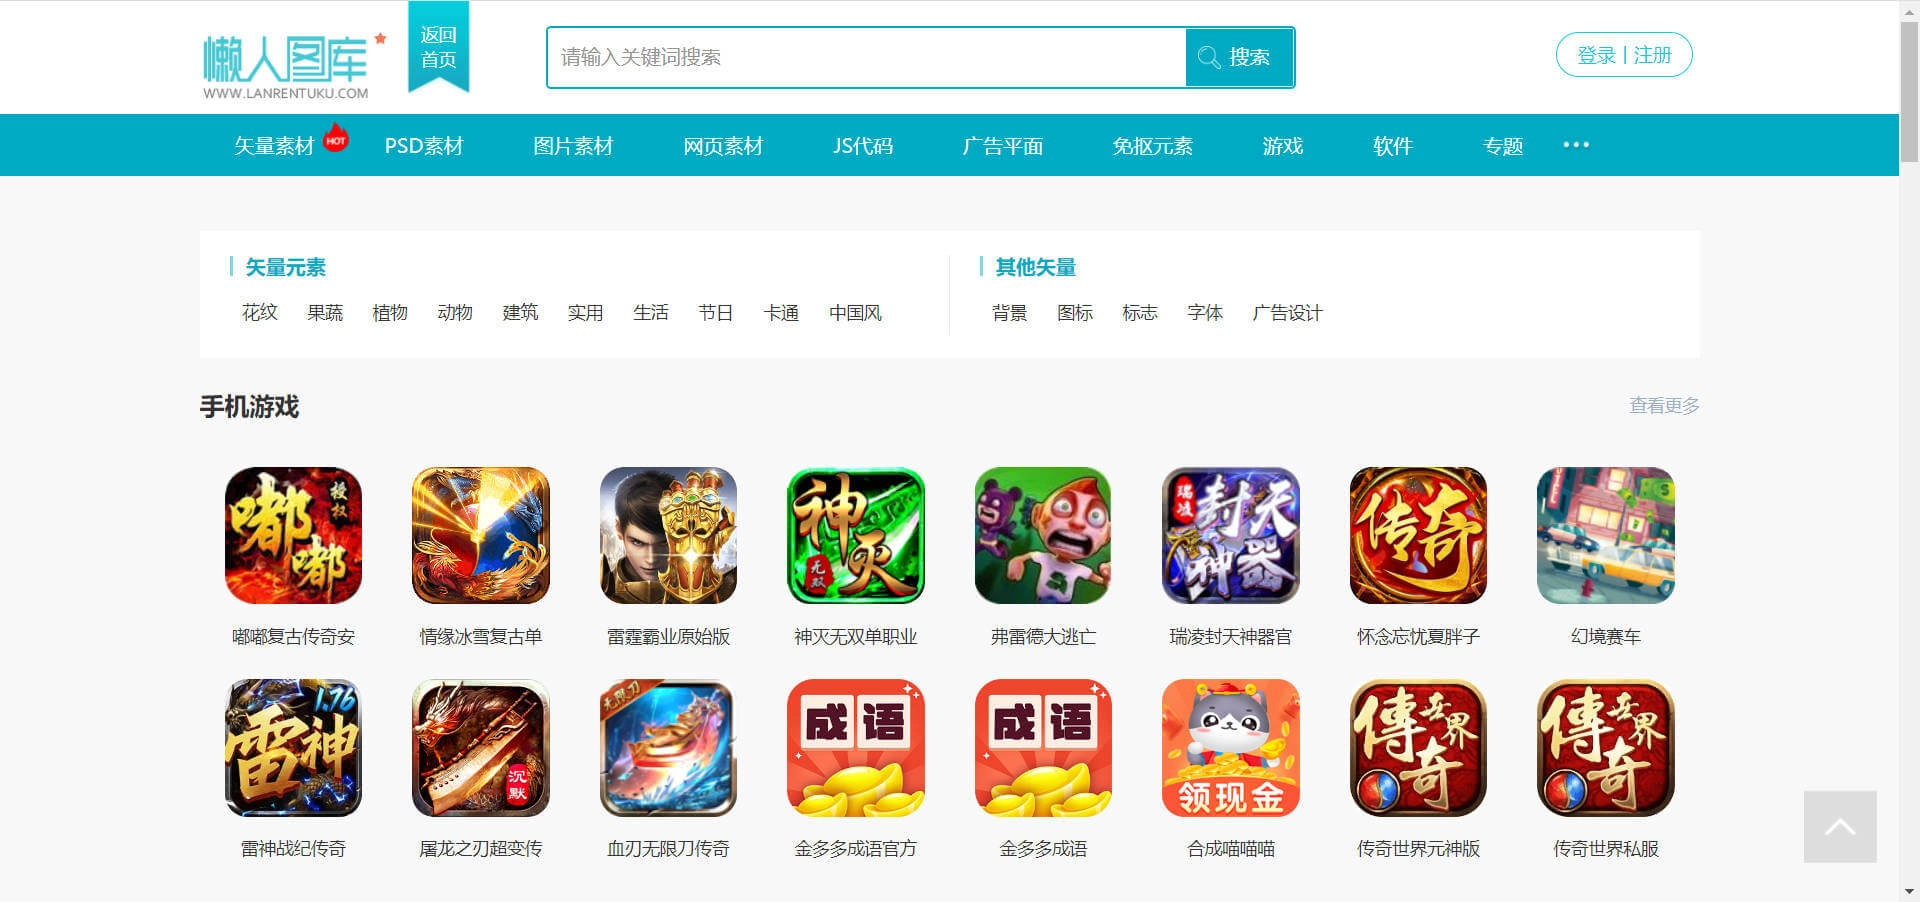 懒人图库
WWW.LANRENTUKU.COM
返回
首页
请输入关键词搜索
搜索
登录 | 注册
矢量素材 HOT PSD素材 图片素材 网页素材 JS代码 广告平面 免抠元素 游戏 软件 专题 •••
矢量元素
花纹 果蔬 植物 动物 建筑 实用 生活 节日 卡通 中国风
其他矢量
背景 图标 标志 字体 广告设计
手机游戏
查看更多
嘟嘟
授权
神灭
无双
瑞凌
封天神器
传奇
嘟嘟复古传奇安 情缘冰雪复古单 雷霆霸业原始版 神灭无双单职业 弗雷德大逃亡 瑞凌封天神器官 怀念忘忧夏胖子 幻境赛车
1.76
雷神
沉默
无限刀
成语
成语
领现金
傳奇世界
傳奇世界
雷神战纪传奇 屠龙之刃超变传 血刃无限刀传奇 金多多成语官方 金多多成语 合成喵喵喵 传奇世界元神版 传奇世界私服